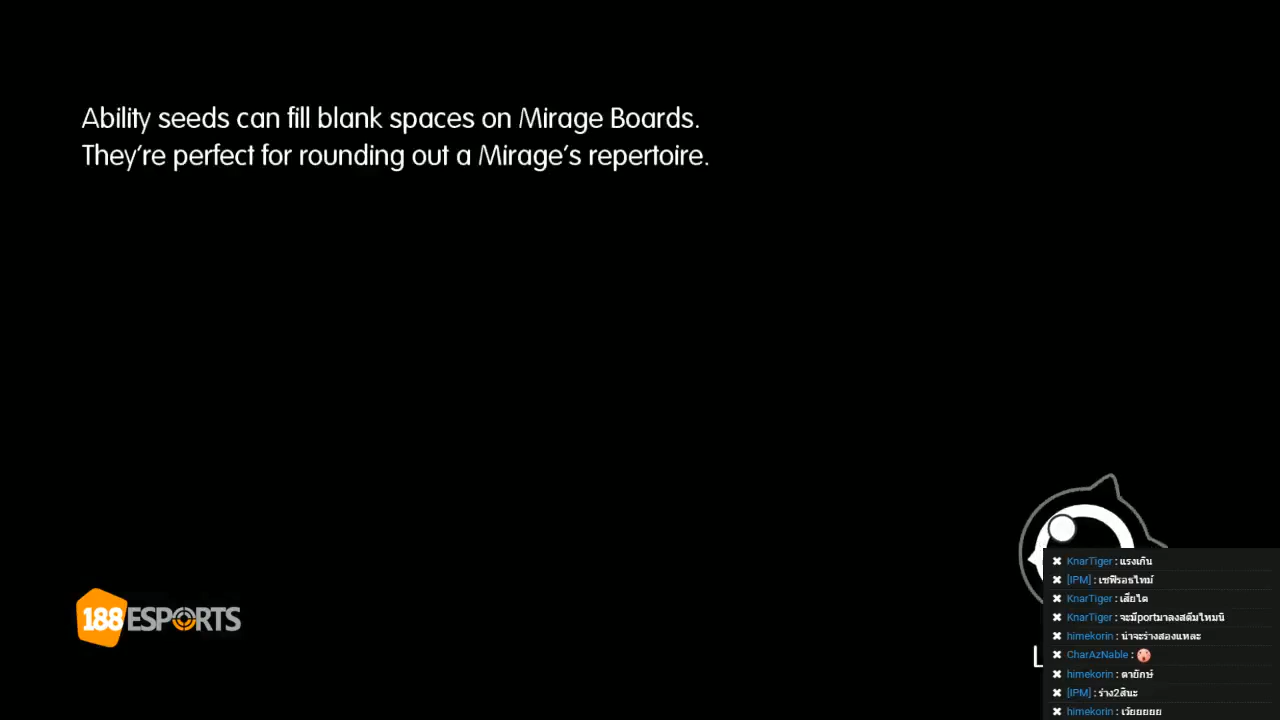 Ability seeds can fill blank spaces on Mirage Boards.
They're perfect for rounding out a Mirage's repertoire.
KnarTiger : แรงเกิน
[IPM] : เซฟิรอธไทม์
KnarTiger : เสียไต
188ESPORTS
KnarTiger : จะมีportมาลงสตีมไหมนิ
himekorin : น่าจะร่างสองแหละ
CharAzNable :
himekorin : ตายักษ์
[IPM] : ร่าง2สินะ
himekorin : เว้ยยยยย